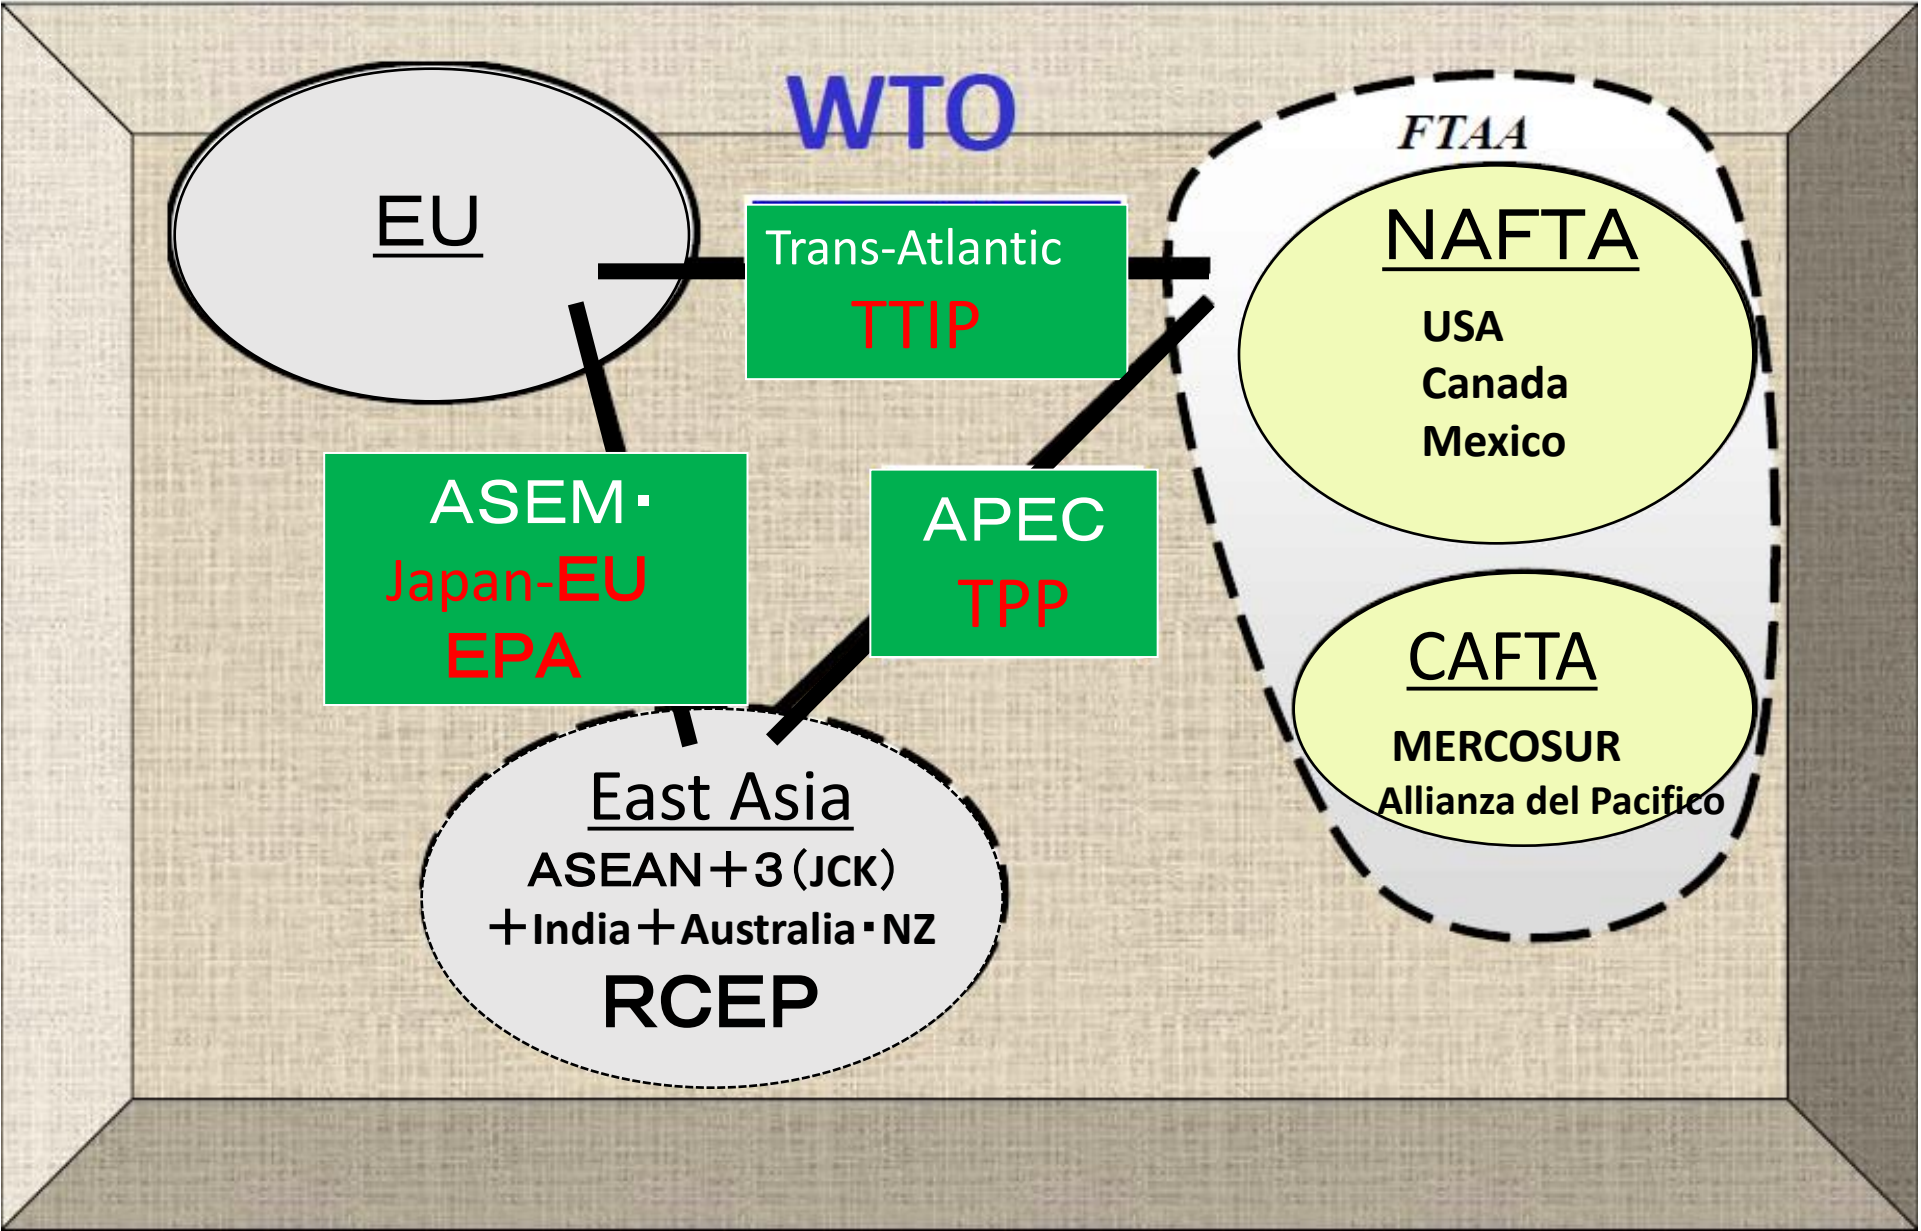 WTO
EU
Trans-Atlantic
TTIP
FTAA
NAFTA
USA
Canada
Mexico
ASEM・
Japan-EU
EPA
APEC
TPP
CAFTA
MERCOSUR
Allianza del Pacifico
East Asia
ASEAN+3(JCK)
+India+Australia・NZ
RCEP